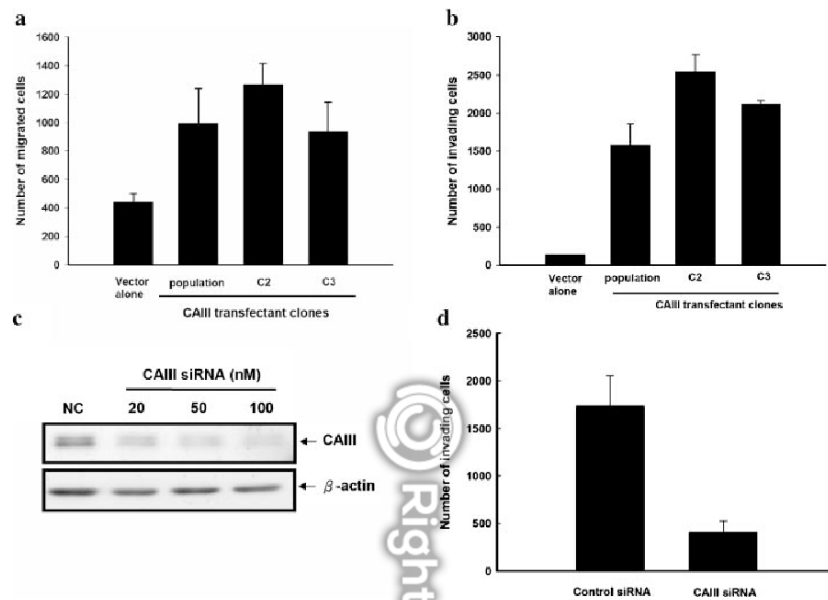 a
1600
1400
1200
1000
800
600
400
200
0
Number of migrated cells
Vector alone
population
C2
C3
CAIII transfectant clones
b
3000
2500
2000
1500
1000
500
0
Number of invading cells
Vector alone
population
C2
C3
CAIII transfectant clones
c
CAIII siRNA (nM)
NC 20 50 100
CAIII
β-actin
d
2500
2000
1500
1000
500
0
Number of invading cells
Control siRNA
CAIII siRNA
Right